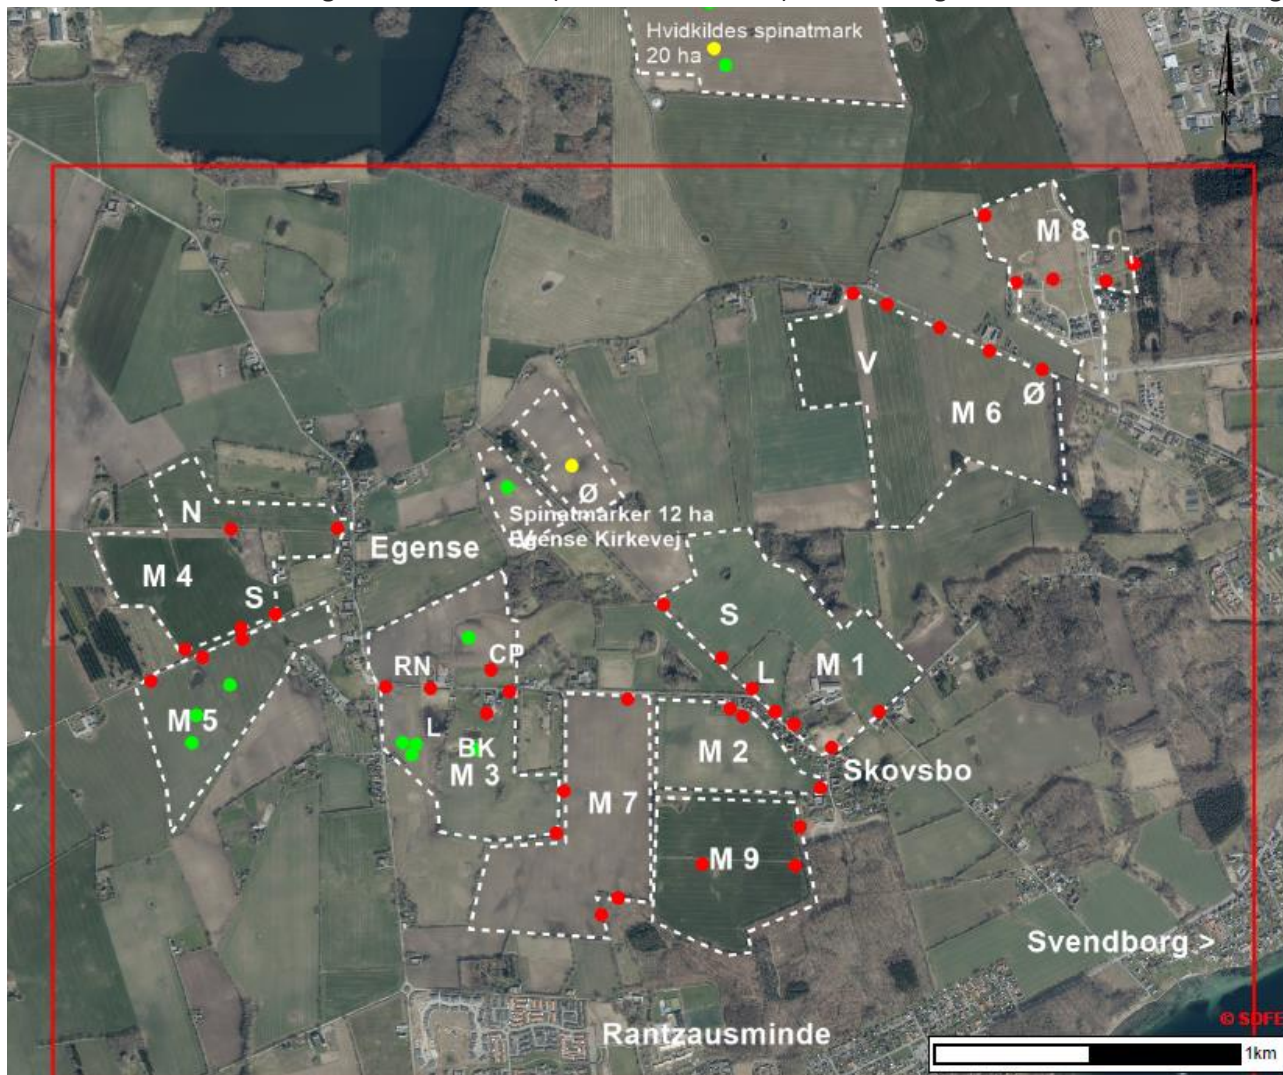 Hvidkildes spinatmark
20 ha
N
M 8
V
Ø
M 6
Ø
N
Spinatmarker 12 ha
Egense Kirkevej
V
Egense
M 4
S
S
CP
RN
M 1
L
M 5
L
BK
M 3
M 2
Skovsbo
M 7
M 9
Svendborg >
Rantzausminde
1km